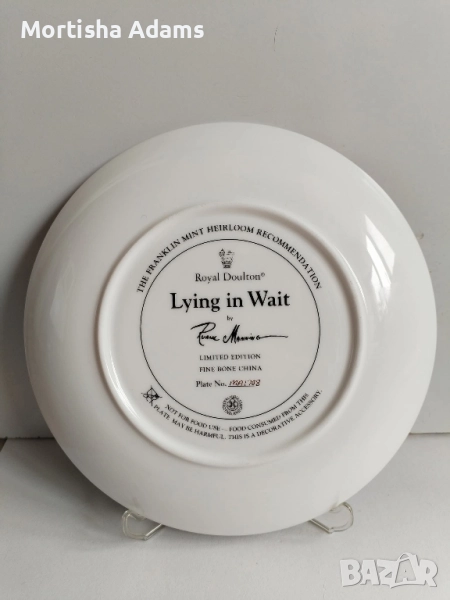 Mortisha Adams
THE FRANKLIN MINT HEIRLOOM RECOMMENDATION
Royal Doulton®
Lying in Wait
by
LIMITED EDITION
FINE BONE CHINA
Plate No.
NOT FOR FOOD USE – FOOD CONSUMED FROM THIS
PLATE MAY BE HARMFUL. THIS IS A DECORATIVE ACCESSORY.
BAZAR